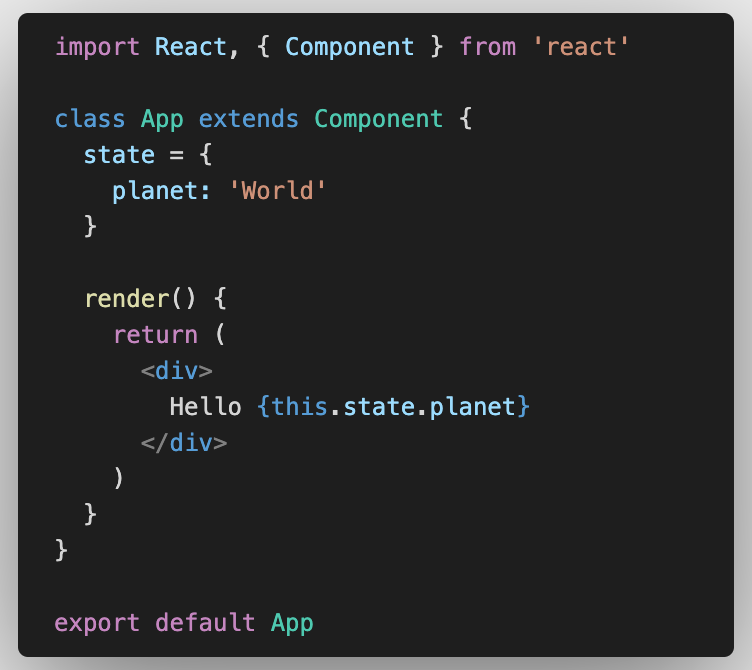 import React, { Component } from 'react'
class App extends Component {
  state = {
    planet: 'World'
  }
  render() {
    return (
      <div>
        Hello {this.state.planet}
      </div>
    )
  }
}
export default App